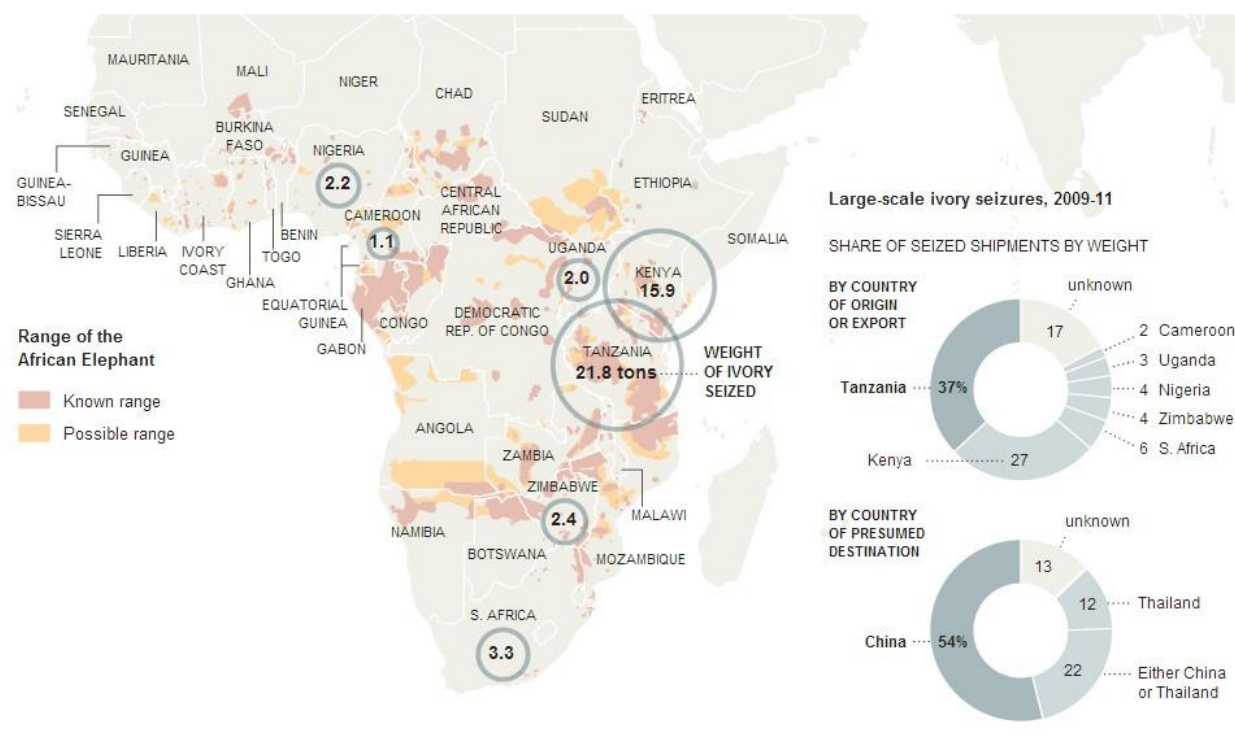 MAURITANIA
MALI
NIGER
CHAD
SUDAN
ERITREA
SENEGAL
BURKINA
FASO
GUINEA
NIGERIA
2.2
ETHIOPIA
GUINEA-
BISSAU
CENTRAL
AFRICAN
REPUBLIC
CAMEROON
1.1
SIERRA
LEONE
LIBERIA
IVORY
COAST
GHANA
TOGO
BENIN
UGANDA
2.0
SOMALIA
KENYA
15.9
EQUATORIAL
GUINEA
GABON
CONGO
DEMOCRATIC
REP. OF CONGO
TANZANIA
21.8 tons
WEIGHT
OF IVORY
SEIZED
Range of the
African Elephant
Known range
Possible range
ANGOLA
ZAMBIA
ZIMBABWE
2.4
MALAWI
NAMIBIA
BOTSWANA
MOZAMBIQUE
S. AFRICA
3.3
Large-scale ivory seizures, 2009-11
SHARE OF SEIZED SHIPMENTS BY WEIGHT
BY COUNTRY
OF ORIGIN
OR EXPORT
unknown
17
2 Cameroon
3 Uganda
4 Nigeria
4 Zimbabwe
6 S. Africa
Tanzania 37%
Kenya 27
BY COUNTRY
OF PRESUMED
DESTINATION
unknown
13
12 Thailand
China 54%
22 Either China
or Thailand